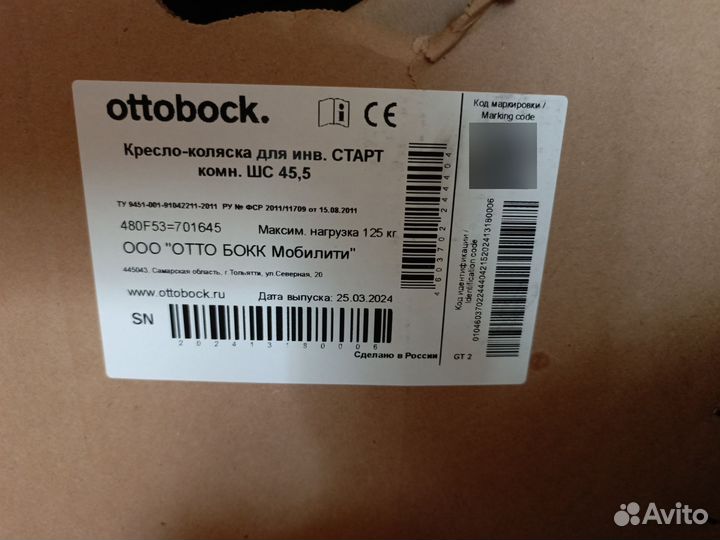 ottobock.
i
CE
Кресло-коляска для инв. СТАРТ
комн. ШС 45,5
ТУ 9451-001-91042211-2011 РУ № ФСР 2011/11709 от 15.08.2011
480F53=701645
Максим. нагрузка 125 кг
ООО "ОТТО БОКК Мобилити"
445043. Самарская область, г.Тольятти, ул.Северная, 20
www.ottobock.ru
Дата выпуска: 25.03.2024
SN
202413180006
Сделано в России
4603702244404
Код маркировки /
Marking code
Код идентификации /
Identification code
0104603702244404215202413180006
GT 2
Avito